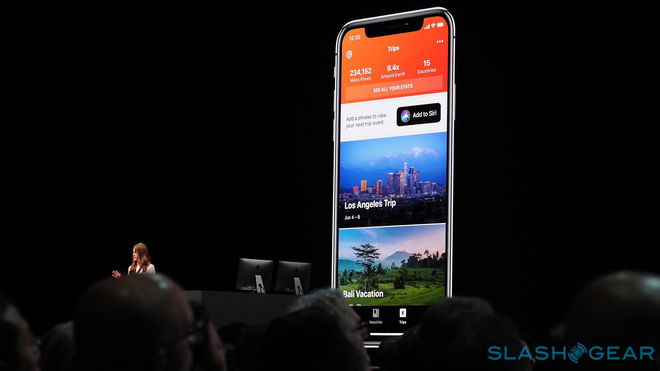 12:30
Trips
234,152
Miles Flown
9.4x
Around Earth
15
Countries
SEE ALL YOUR STATS
Add a phrase to view
your next trip event.
Add to Siri
Los Angeles Trip
Jun 4 – 8
Bali Vacation
Watchlist
Trips
SLASHGEAR